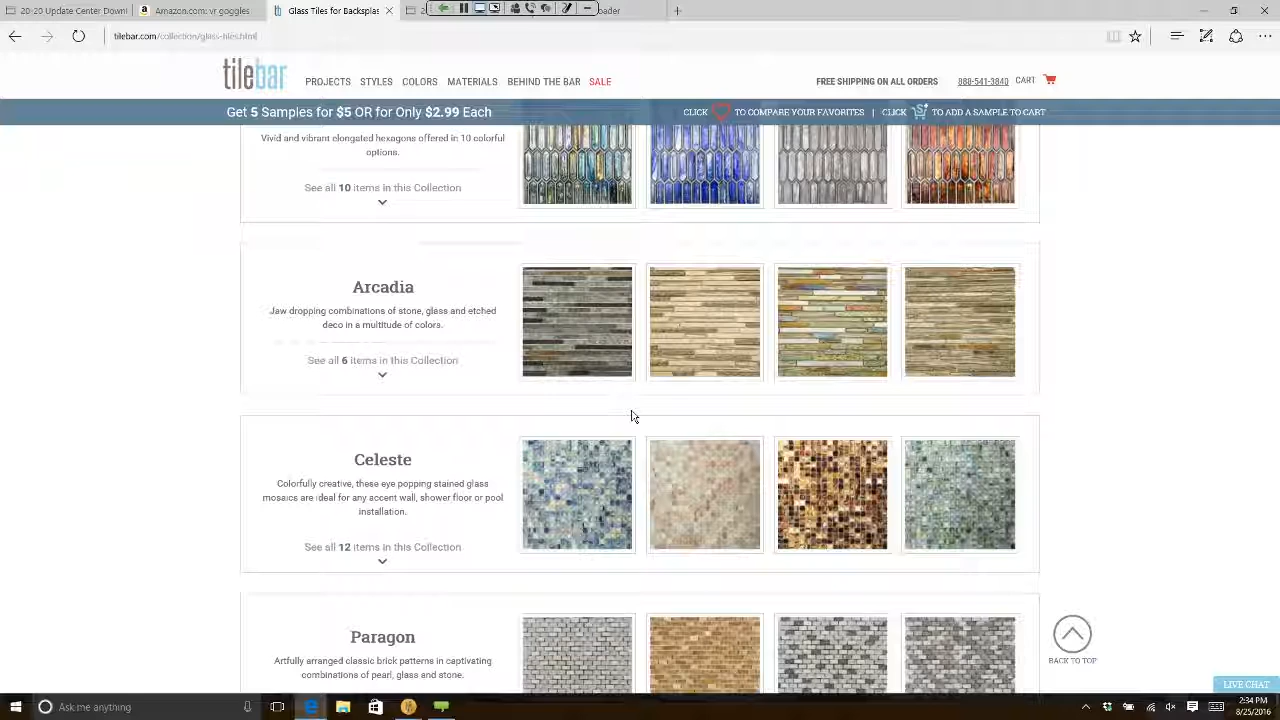 20-20 Spring Update Do
Glass Tile for Backsplas
eader
tilebar.com/collection/glass-tiles.html
tilebar
PROJECTS STYLES COLORS MATERIALS BEHIND THE BAR SALE
FREE SHIPPING ON ALL ORDERS 888-541-3840 CART
Get 5 Samples for $5 OR for Only $2.99 Each
CLICK TO COMPARE YOUR FAVORITES | CLICK TO ADD A SAMPLE TO CART
Vivid and vibrant elongated hexagons offered in 10 colorful
options.
See all 10 items in this Collection
Arcadia
Jaw dropping combinations of stone, glass and etched
deco in a multitude of colors.
See all 6 items in this Collection
Celeste
Colorfully creative, these eye popping stained glass
mosaics are ideal for any accent wall, shower floor or pool
installation.
See all 12 items in this Collection
Paragon
Artfully arranged classic brick patterns in captivating
combinations of pearl, glass and stone.
BACK TO TOP
LIVE CHAT
Ask me anything
2:34 PM
8/25/2016